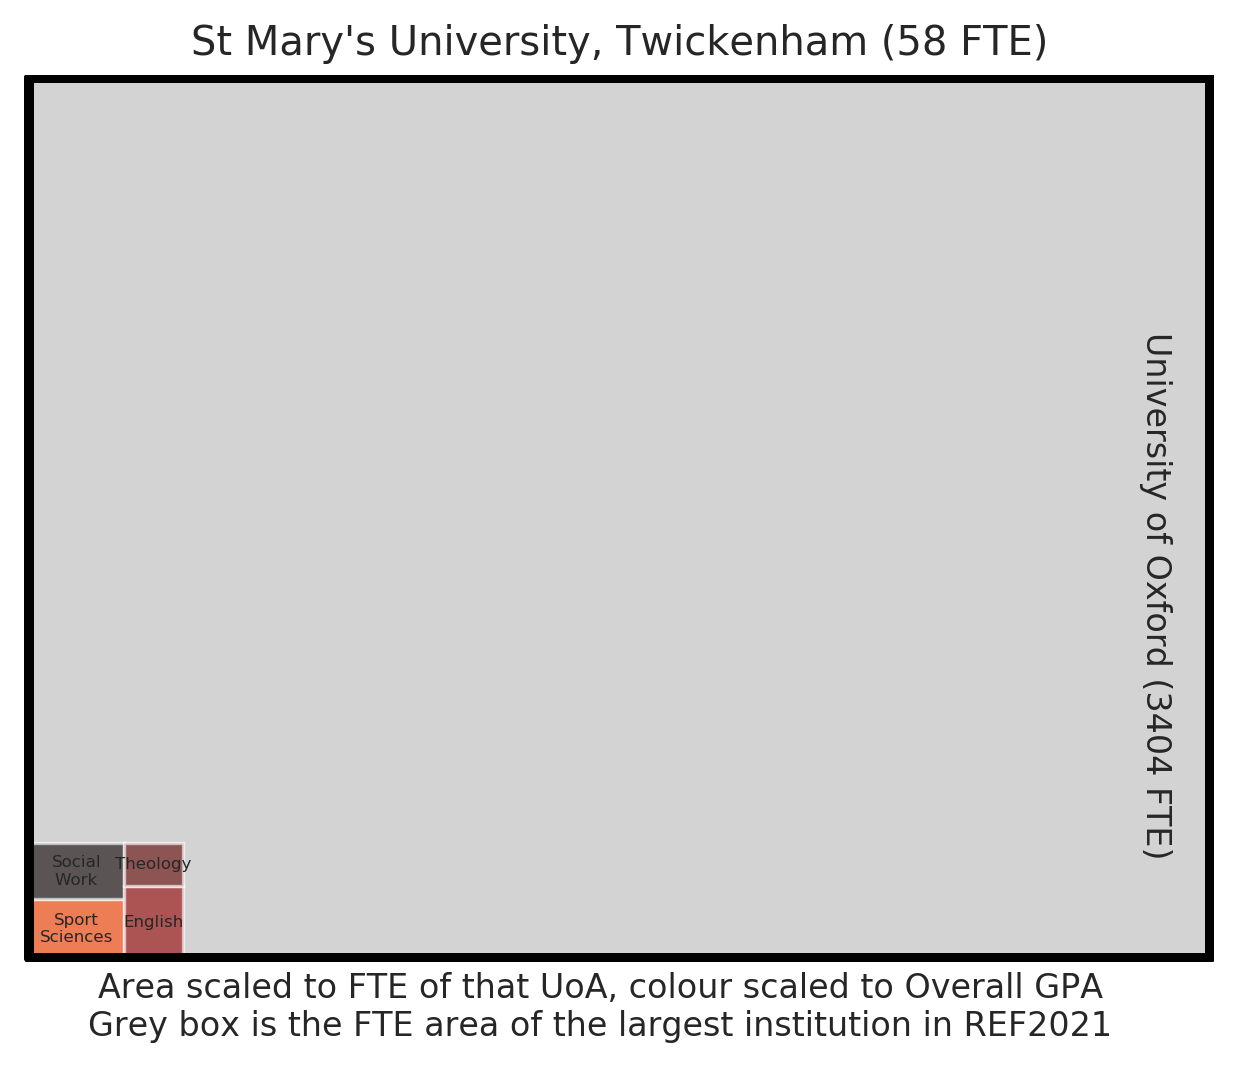 St Mary's University, Twickenham (58 FTE)
University of Oxford (3404 FTE)
Social
Work
Theology
Sport
Sciences
English
Area scaled to FTE of that UoA, colour scaled to Overall GPA
Grey box is the FTE area of the largest institution in REF2021